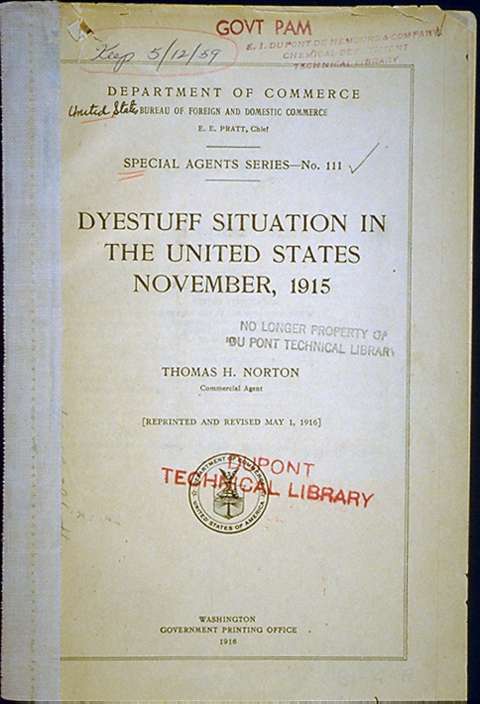 GOVT PAM
Keep 5/12/59
E. I. DU PONT DE NEMOURS & COMPANY
CHEMICAL DEPARTMENT
TECHNICAL LIBRARY
DEPARTMENT OF COMMERCE
United States BUREAU OF FOREIGN AND DOMESTIC COMMERCE
E. E. PRATT, Chief
SPECIAL AGENTS SERIES—No. 111
DYESTUFF SITUATION IN
THE UNITED STATES
NOVEMBER, 1915
NO LONGER PROPERTY OF
DU PONT TECHNICAL LIBRARY
THOMAS H. NORTON
Commercial Agent
[REPRINTED AND REVISED MAY 1, 1916]
DUPONT
TECHNICAL LIBRARY
DEPARTMENT OF COMMERCE
UNITED STATES OF AMERICA
WASHINGTON
GOVERNMENT PRINTING OFFICE
1916